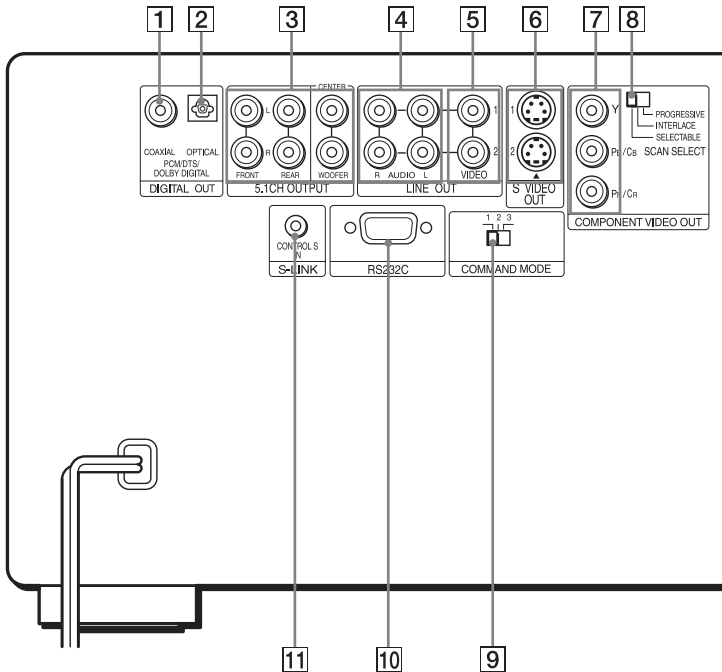 1 2 3 4 5 6 7 8
CENTER
L
R
FRONT REAR WOOFER
5.1CH OUTPUT
COAXIAL OPTICAL
PCM/DTS/
DOLBY DIGITAL
DIGITAL OUT
1
2
R AUDIO L VIDEO
LINE OUT
1
2
S VIDEO
OUT
Y
PB/CB
PR/CR
PROGRESSIVE
INTERLACE
SELECTABLE
SCAN SELECT
COMPONENT VIDEO OUT
CONTROL S
IN
S-LINK
RS232C
1 2 3
COMMAND MODE
11 10 9